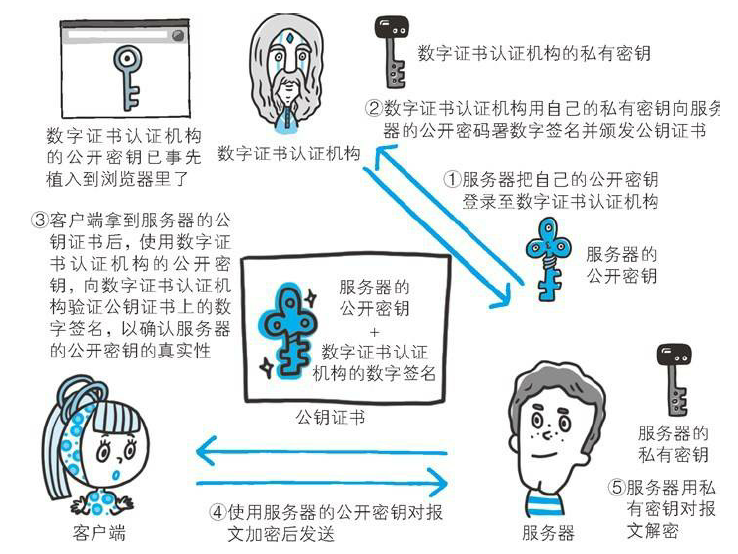 数字证书认证机构的私有密钥
②数字证书认证机构用自己的私有密钥向服务
器的公开密码署数字签名并颁发公钥证书
数字证书认证机构
的公开密钥已事先
植入到浏览器里了
数字证书认证机构
①服务器把自己的公开密钥
登录至数字证书认证机构
③客户端拿到服务器的公
钥证书后，使用数字证
书认证机构的公开密
钥，向数字证书认证机
构验证公钥证书上的数
字签名，以确认服务器
的公开密钥的真实性
服务器的
公开密钥
服务器的
公开密钥
+
数字证书认证
机构的数字签名
公钥证书
服务器的
私有密钥
⑤服务器用私
有密钥对报
文解密
④使用服务器的公开密钥对报
文加密后发送
客户端
服务器